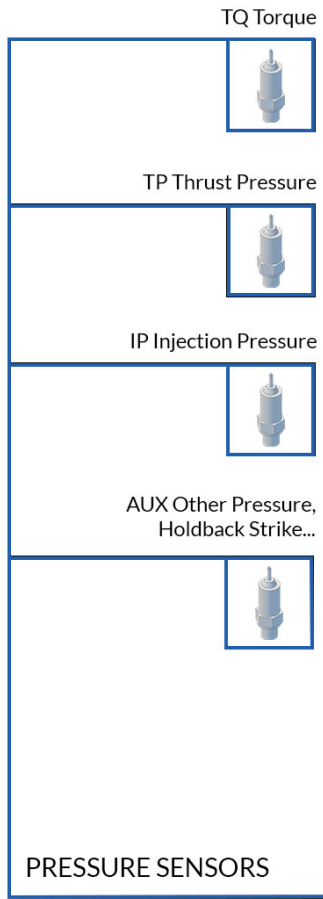 TQ Torque
TP Thrust Pressure
IP Injection Pressure
AUX Other Pressure,
Holdback Strike...
PRESSURE SENSORS